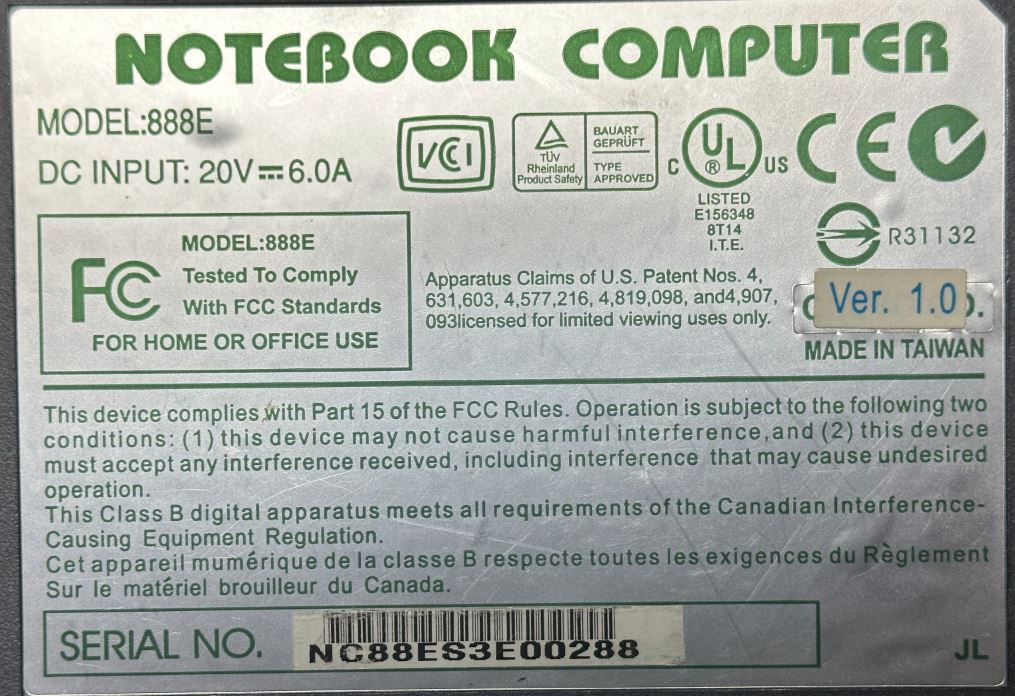 NOTEBOOK COMPUTER
MODEL:888E
DC INPUT: 20V⎓6.0A
VCI
TÜV
Rheinland
Product Safety
BAUART
GEPRÜFT
TYPE
APPROVED
C UL ® US
LISTED
E156348
8T14
I.T.E.
CE
R31132
FC
MODEL:888E
Tested To Comply
With FCC Standards
FOR HOME OR OFFICE USE
Apparatus Claims of U.S. Patent Nos. 4,
631,603, 4,577,216, 4,819,098, and4,907,
093licensed for limited viewing uses only.
Ver. 1.0
MADE IN TAIWAN
This device complies with Part 15 of the FCC Rules. Operation is subject to the following two
conditions: (1) this device may not cause harmful interference,and (2) this device
must accept any interference received, including interference that may cause undesired
operation.
This Class B digital apparatus meets all requirements of the Canadian Interference-
Causing Equipment Regulation.
Cet appareil mumérique de la classe B respecte toutes les exigences du Règlement
Sur le matériel brouilleur du Canada.
SERIAL NO.
NC88ES3E00288
JL